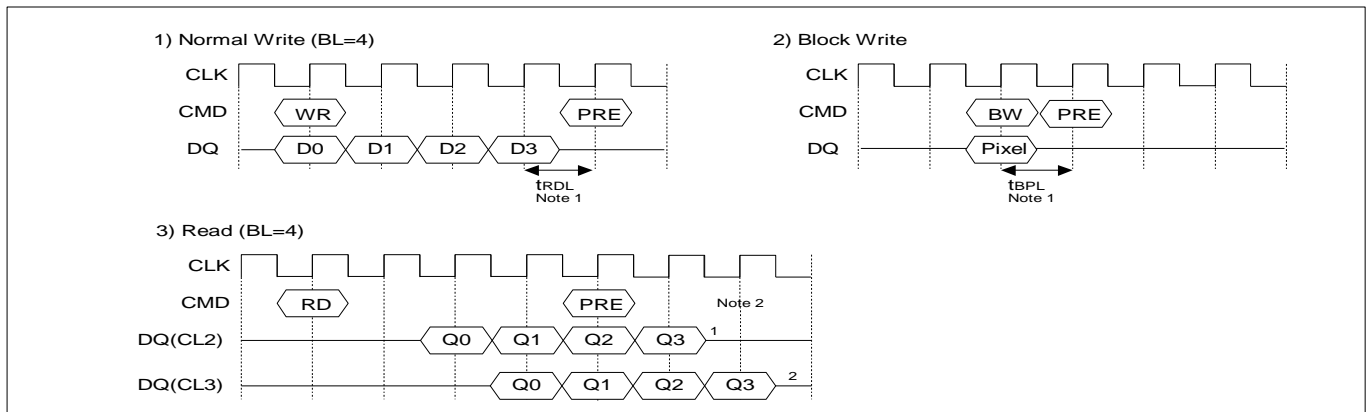 1) Normal Write (BL=4)
CLK
CMD WR PRE
DQ D0 D1 D2 D3
tRDL
Note 1
2) Block Write
CLK
CMD BW PRE
DQ Pixel
tBPL
Note 1
3) Read (BL=4)
CLK
CMD RD PRE Note 2
DQ(CL2) Q0 Q1 Q2 Q3 1
DQ(CL3) Q0 Q1 Q2 Q3 2